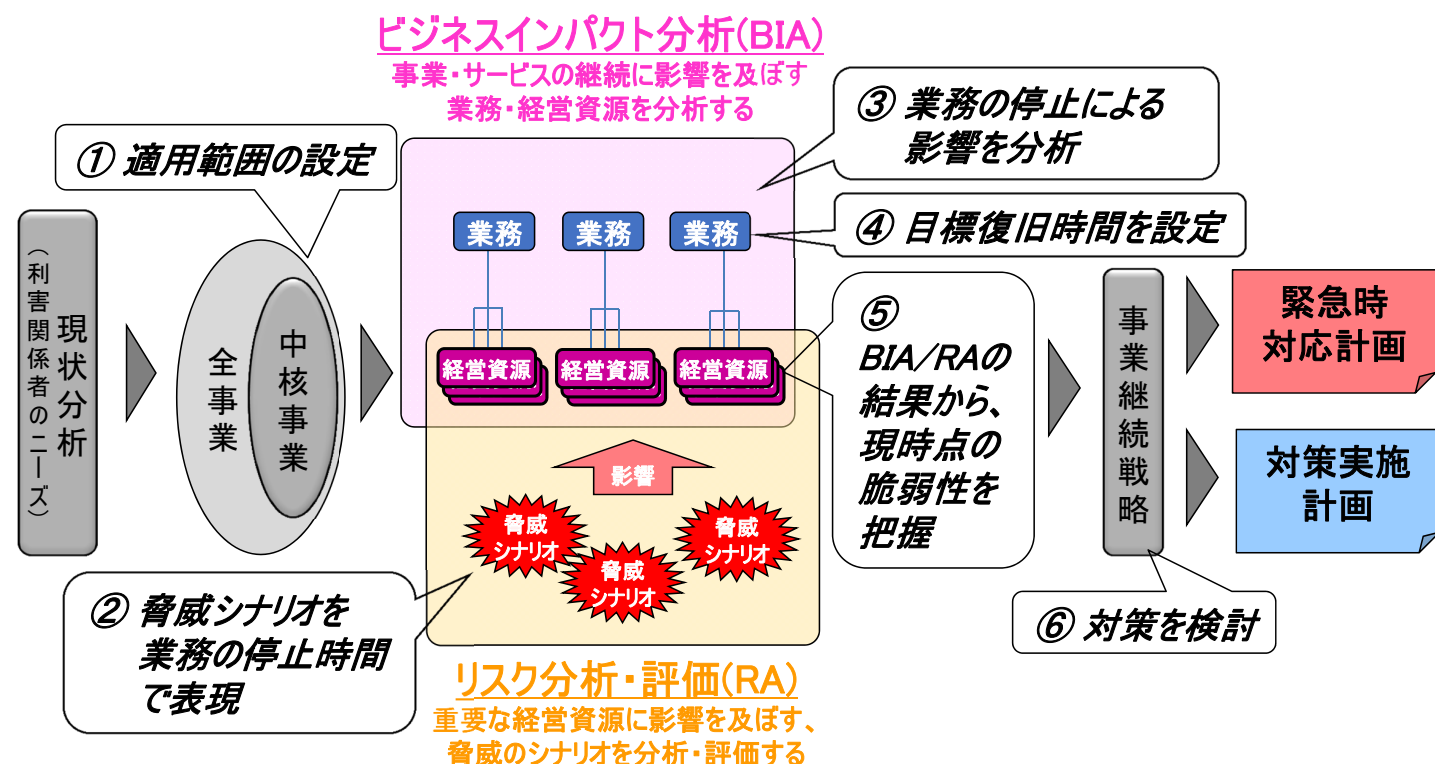 ビジネスインパクト分析(BIA)
事業・サービスの継続に影響を及ぼす
業務・経営資源を分析する
① 適用範囲の設定
③ 業務の停止による
影響を分析
④ 目標復旧時間を設定
現状分析
（利害関係者のニーズ）
全事業
中核事業
業務
業務
業務
経営資源
経営資源
経営資源
影響
脅威
シナリオ
脅威
シナリオ
脅威
シナリオ
② 脅威シナリオを
業務の停止時間
で表現
リスク分析・評価(RA)
重要な経営資源に影響を及ぼす、
脅威のシナリオを分析・評価する
⑤
BIA/RAの
結果から、
現時点の
脆弱性を
把握
事業継続戦略
⑥ 対策を検討
緊急時
対応計画
対策実施
計画